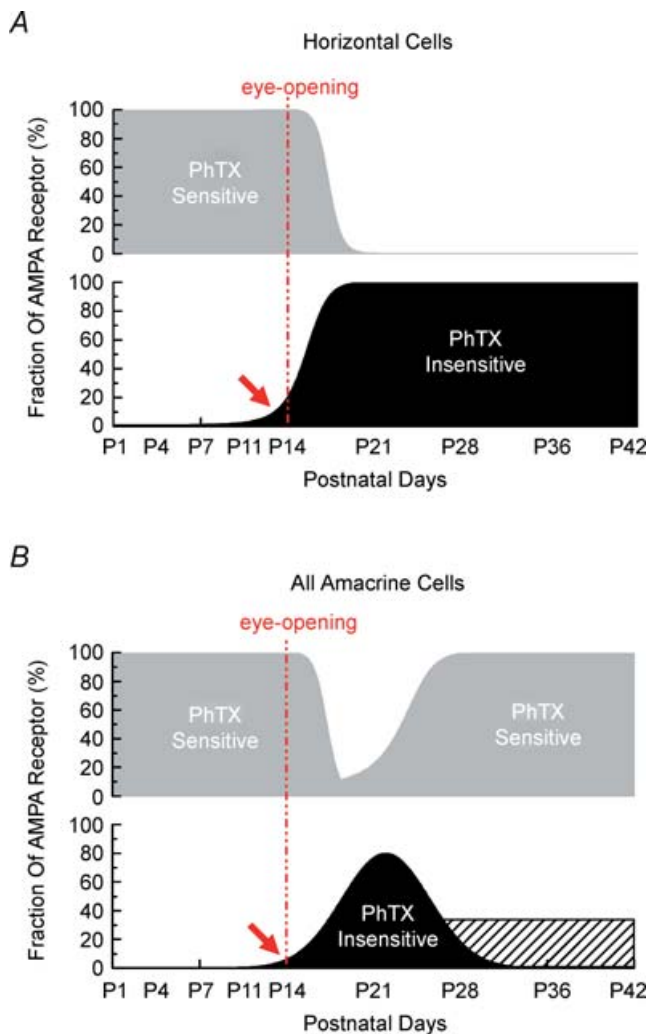 A
Horizontal Cells
eye-opening
Fraction Of AMPA Receptor (%)
100
80
60
40
20
0
PhTX
Sensitive
100
80
60
40
20
0
PhTX
Insensitive
P1 P4 P7 P11 P14 P21 P28 P36 P42
Postnatal Days
B
All Amacrine Cells
eye-opening
Fraction Of AMPA Receptor (%)
100
80
60
40
20
0
PhTX
Sensitive
PhTX
Sensitive
100
80
60
40
20
0
PhTX
Insensitive
P1 P4 P7 P11 P14 P21 P28 P36 P42
Postnatal Days